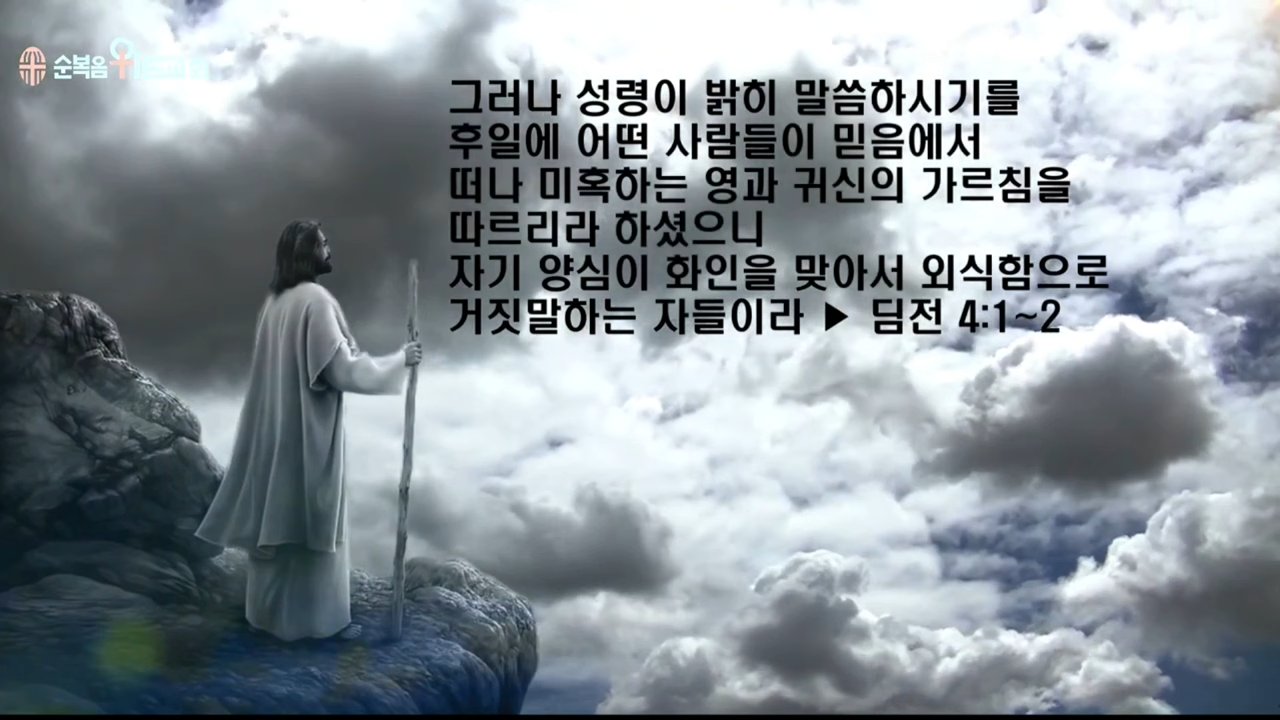 순복음
그러나 성령이 밝히 말씀하시기를
후일에 어떤 사람들이 믿음에서
떠나 미혹하는 영과 귀신의 가르침을
따르리라 하셨으니
자기 양심이 화인을 맞아서 외식함으로
거짓말하는 자들이라 ▶ 딤전 4:1~2